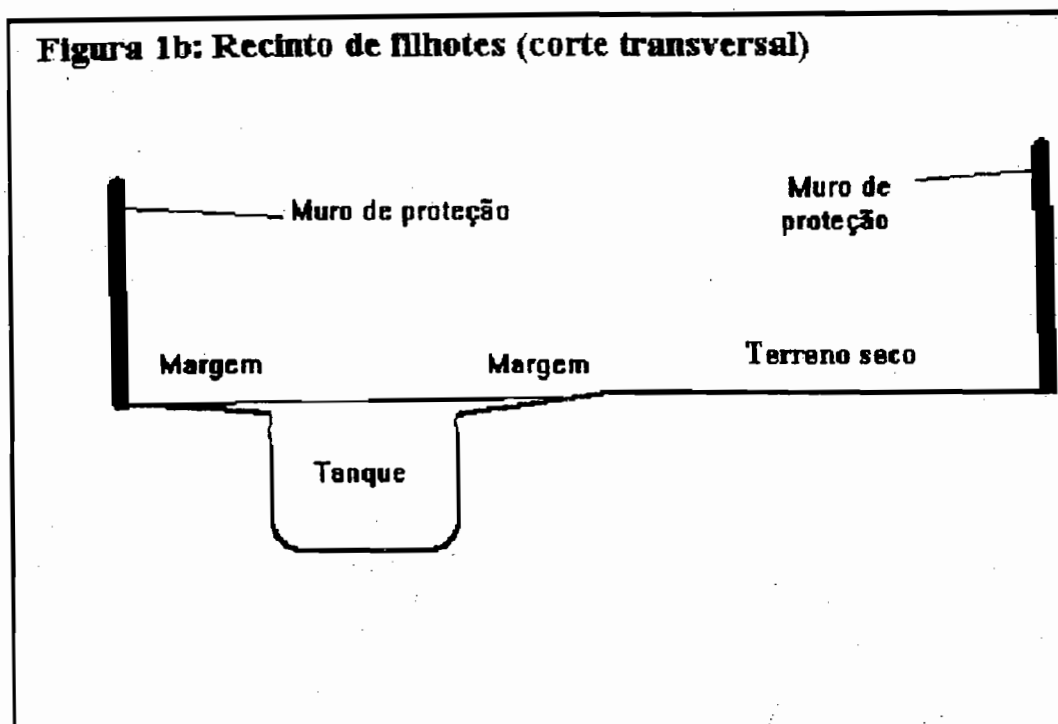 Figura 1b: Recinto de filhotes (corte transversal)
Muro de proteção
Muro de
proteção
Margem
Margem
Terreno seco
Tanque